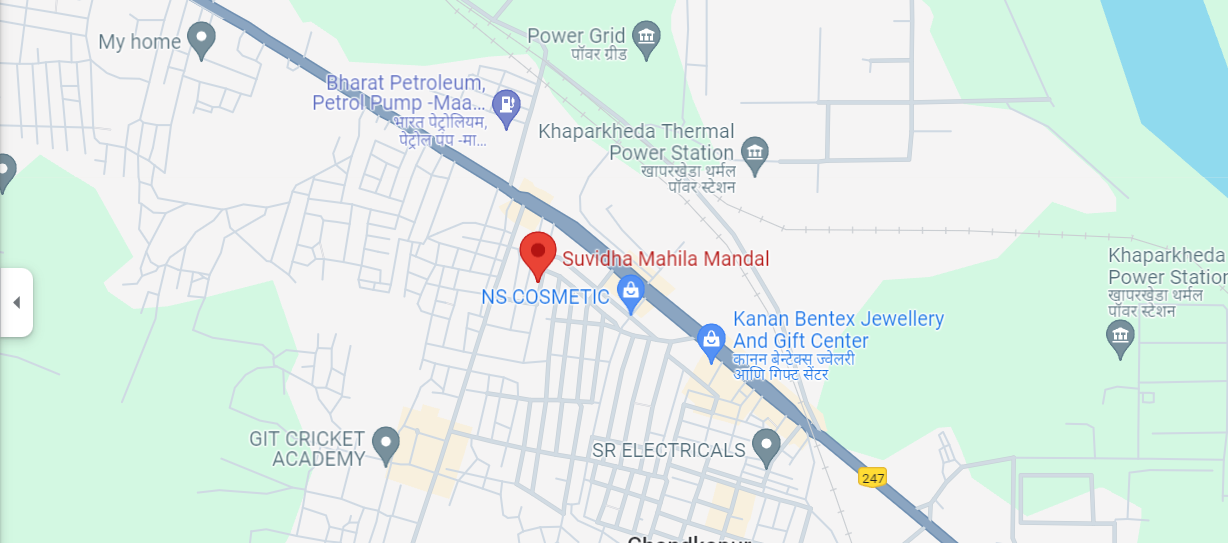 My home
Power Grid
पॉवर ग्रीड
Bharat Petroleum,
Petrol Pump -Maa...
भारत पेट्रोलियम,
पेट्रोल पंप -मा...
Khaparkheda Thermal
Power Station
खापरखेडा थर्मल
पॉवर स्टेशन
Suvidha Mahila Mandal
NS COSMETIC
Khaparkheda
Power Station
खापरखेडा थर्मल
पॉवर स्टेशन
Kanan Bentex Jewellery
And Gift Center
कानन बेन्टेक्स ज्वेलरी
आणि गिफ्ट सेंटर
GIT CRICKET
ACADEMY
SR ELECTRICALS
247